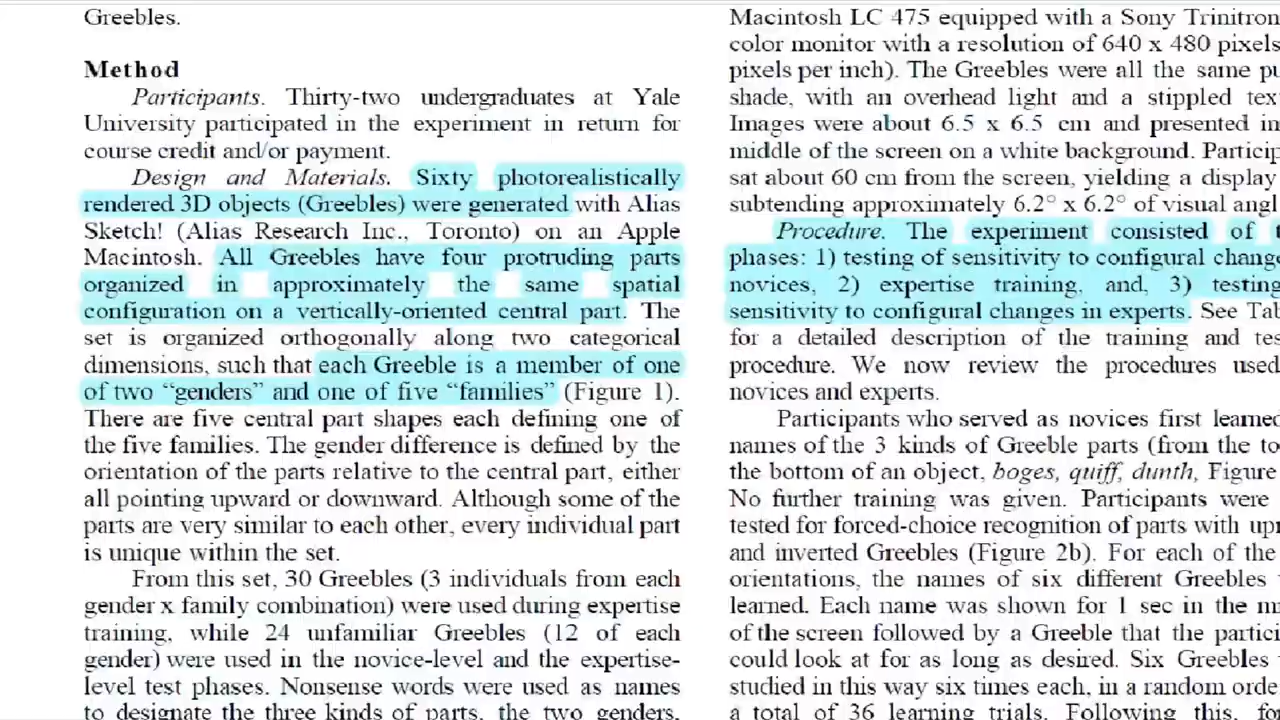 Greebles.
Method
Participants. Thirty-two undergraduates at Yale
University participated in the experiment in return for
course credit and/or payment.
Design and Materials. Sixty photorealistically
rendered 3D objects (Greebles) were generated with Alias
Sketch! (Alias Research Inc., Toronto) on an Apple
Macintosh. All Greebles have four protruding parts
organized in approximately the same spatial
configuration on a vertically-oriented central part. The
set is organized orthogonally along two categorical
dimensions, such that each Greeble is a member of one
of two “genders” and one of five “families” (Figure 1).
There are five central part shapes each defining one of
the five families. The gender difference is defined by the
orientation of the parts relative to the central part, either
all pointing upward or downward. Although some of the
parts are very similar to each other, every individual part
is unique within the set.
From this set, 30 Greebles (3 individuals from each
gender x family combination) were used during expertise
training, while 24 unfamiliar Greebles (12 of each
gender) were used in the novice-level and the expertise-
level test phases. Nonsense words were used as names
to designate the three kinds of parts, the two genders,
Macintosh LC 475 equipped with a Sony Trinitron
color monitor with a resolution of 640 x 480 pixels
pixels per inch). The Greebles were all the same pu
shade, with an overhead light and a stippled tex
Images were about 6.5 x 6.5 cm and presented in
middle of the screen on a white background. Particip
sat about 60 cm from the screen, yielding a display
subtending approximately 6.2° x 6.2° of visual angl
Procedure. The experiment consisted of t
phases: 1) testing of sensitivity to configural change
novices, 2) expertise training, and, 3) testing
sensitivity to configural changes in experts. See Tab
for a detailed description of the training and tes
procedure. We now review the procedures used
novices and experts.
Participants who served as novices first learned
names of the 3 kinds of Greeble parts (from the to
the bottom of an object, boges, quiff, dunth, Figure
No further training was given. Participants were
tested for forced-choice recognition of parts with up
and inverted Greebles (Figure 2b). For each of the
orientations, the names of six different Greebles
learned. Each name was shown for 1 sec in the m
of the screen followed by a Greeble that the partici
could look at for as long as desired. Six Greebles
studied in this way six times each, in a random orde
a total of 36 learning trials. Following this, fo